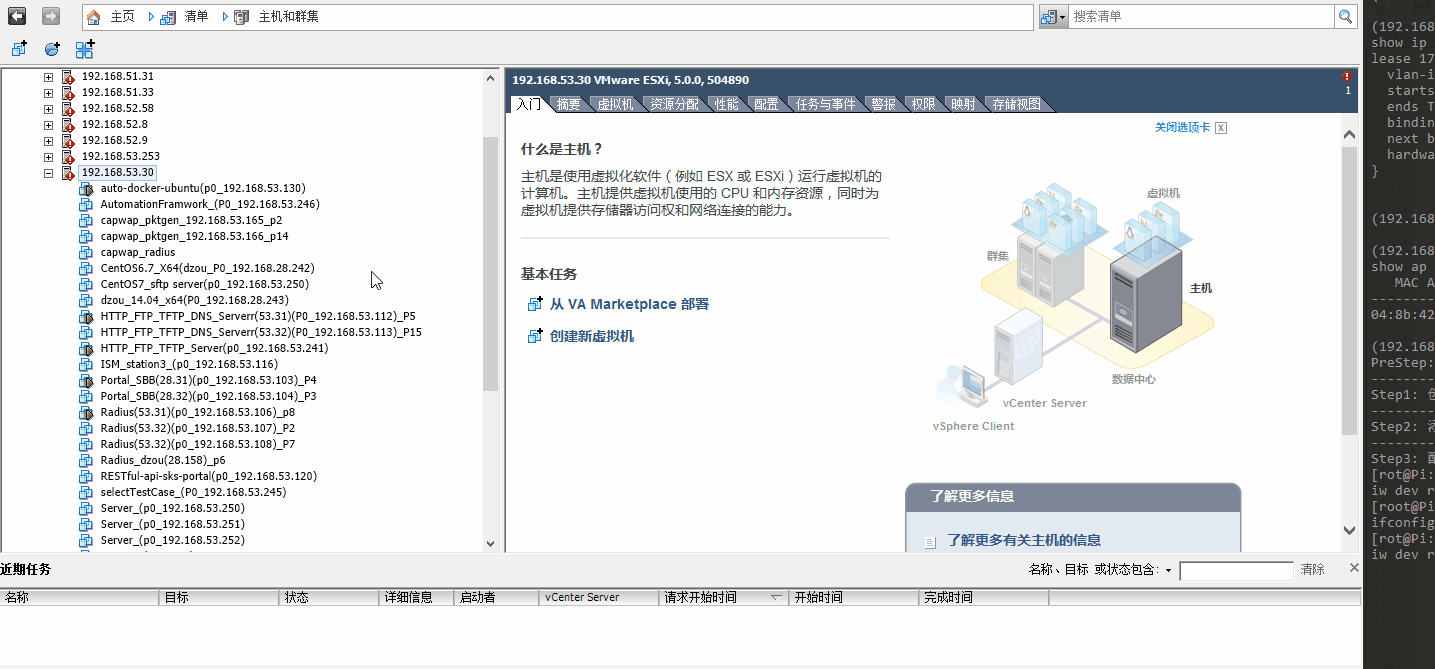 主页 清单 主机和群集 搜索清单
192.168.51.31
192.168.51.33
192.168.52.58
192.168.52.8
192.168.52.9
192.168.53.253
192.168.53.30
auto-docker-ubuntu(p0_192.168.53.130)
AutomationFramwork_(P0_192.168.53.246)
capwap_pktgen_192.168.53.165_p2
capwap_pktgen_192.168.53.166_p14
capwap_radius
CentOS6.7_X64(dzou_P0_192.168.28.242)
CentOS7_sftp server(p0_192.168.53.250)
dzou_14.04_x64(P0_192.168.28.243)
HTTP_FTP_TFTP_DNS_Serverr(53.31)(P0_192.168.53.112)_P5
HTTP_FTP_TFTP_DNS_Serverr(53.32)(P0_192.168.53.113)_P15
HTTP_FTP_TFTP_Server(p0_192.168.53.241)
ISM_station3_(p0_192.168.53.116)
Portal_SBB(28.31)(p0_192.168.53.103)_P4
Portal_SBB(28.32)(p0_192.168.53.104)_P3
Radius(53.31)(p0_192.168.53.106)_p8
Radius(53.32)(p0_192.168.53.107)_P2
Radius(53.32)(p0_192.168.53.108)_P7
Radius_dzou(28.158)_p6
RESTful-api-sks-portal(p0_192.168.53.120)
selectTestCase_(P0_192.168.53.245)
Server_(p0_192.168.53.250)
Server_(p0_192.168.53.251)
Server_(p0_192.168.53.252)
192.168.53.30 VMware ESXi, 5.0.0, 504890
1
入门 摘要 虚拟机 资源分配 性能 配置 任务与事件 警报 权限 映射 存储视图
关闭选项卡 X
什么是主机？
主机是使用虚拟化软件（例如 ESX 或 ESXi）运行虚拟机的
计算机。主机提供虚拟机使用的 CPU 和内存资源，同时为
虚拟机提供存储器访问权和网络连接的能力。
基本任务
从 VA Marketplace 部署
创建新虚拟机
虚拟机
群集
主机
数据中心
vCenter Server
vSphere Client
了解更多信息
了解更多有关主机的信息
近期任务
名称、目标 或状态包含: 清除
名称 目标 状态 详细信息 启动者 vCenter Server 请求开始时间 开始时间 完成时间
(192.168
show ip
lease 17
vlan-i
starts
ends T
bindin
next b
hardwa
}
(192.168
(192.168
show ap
MAC A
---------
04:8b:42
(192.168
PreStep:
---------
Step1:
---------
Step2:
---------
Step3:
[rot@Pi:
iw dev r
[root@Pi
ifconfig
[rot@Pi:
iw dev r